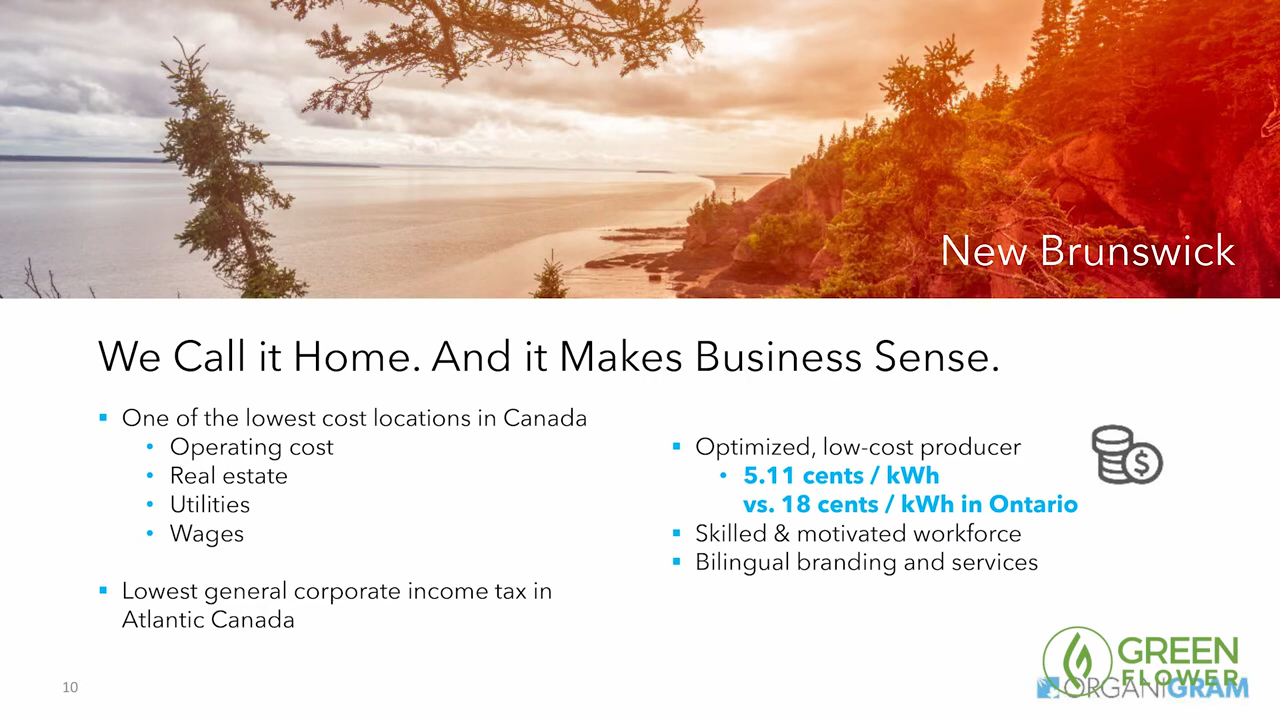 New Brunswick
We Call it Home. And it Makes Business Sense.
▪ One of the lowest cost locations in Canada
• Operating cost
• Real estate
• Utilities
• Wages
▪ Lowest general corporate income tax in
Atlantic Canada
▪ Optimized, low-cost producer
• 5.11 cents / kWh
vs. 18 cents / kWh in Ontario
▪ Skilled & motivated workforce
▪ Bilingual branding and services
$
10
GREEN
FLOWER
ORGANIGRAM